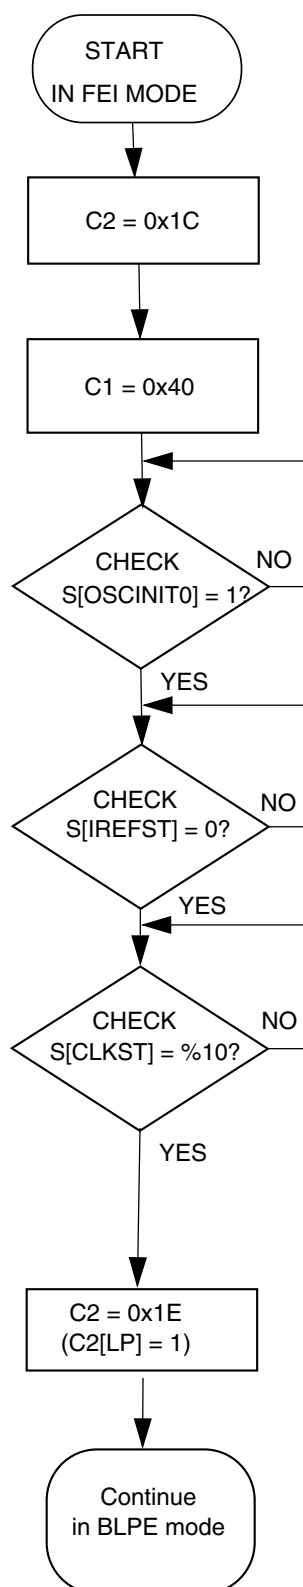 START
IN FEI MODE
C2 = 0x1C
C1 = 0x40
CHECK
S[OSCINIT0] = 1?
NO
YES
CHECK
S[IREFST] = 0?
NO
YES
CHECK
S[CLKST] = %10?
NO
YES
C2 = 0x1E
(C2[LP] = 1)
Continue
in BLPE mode